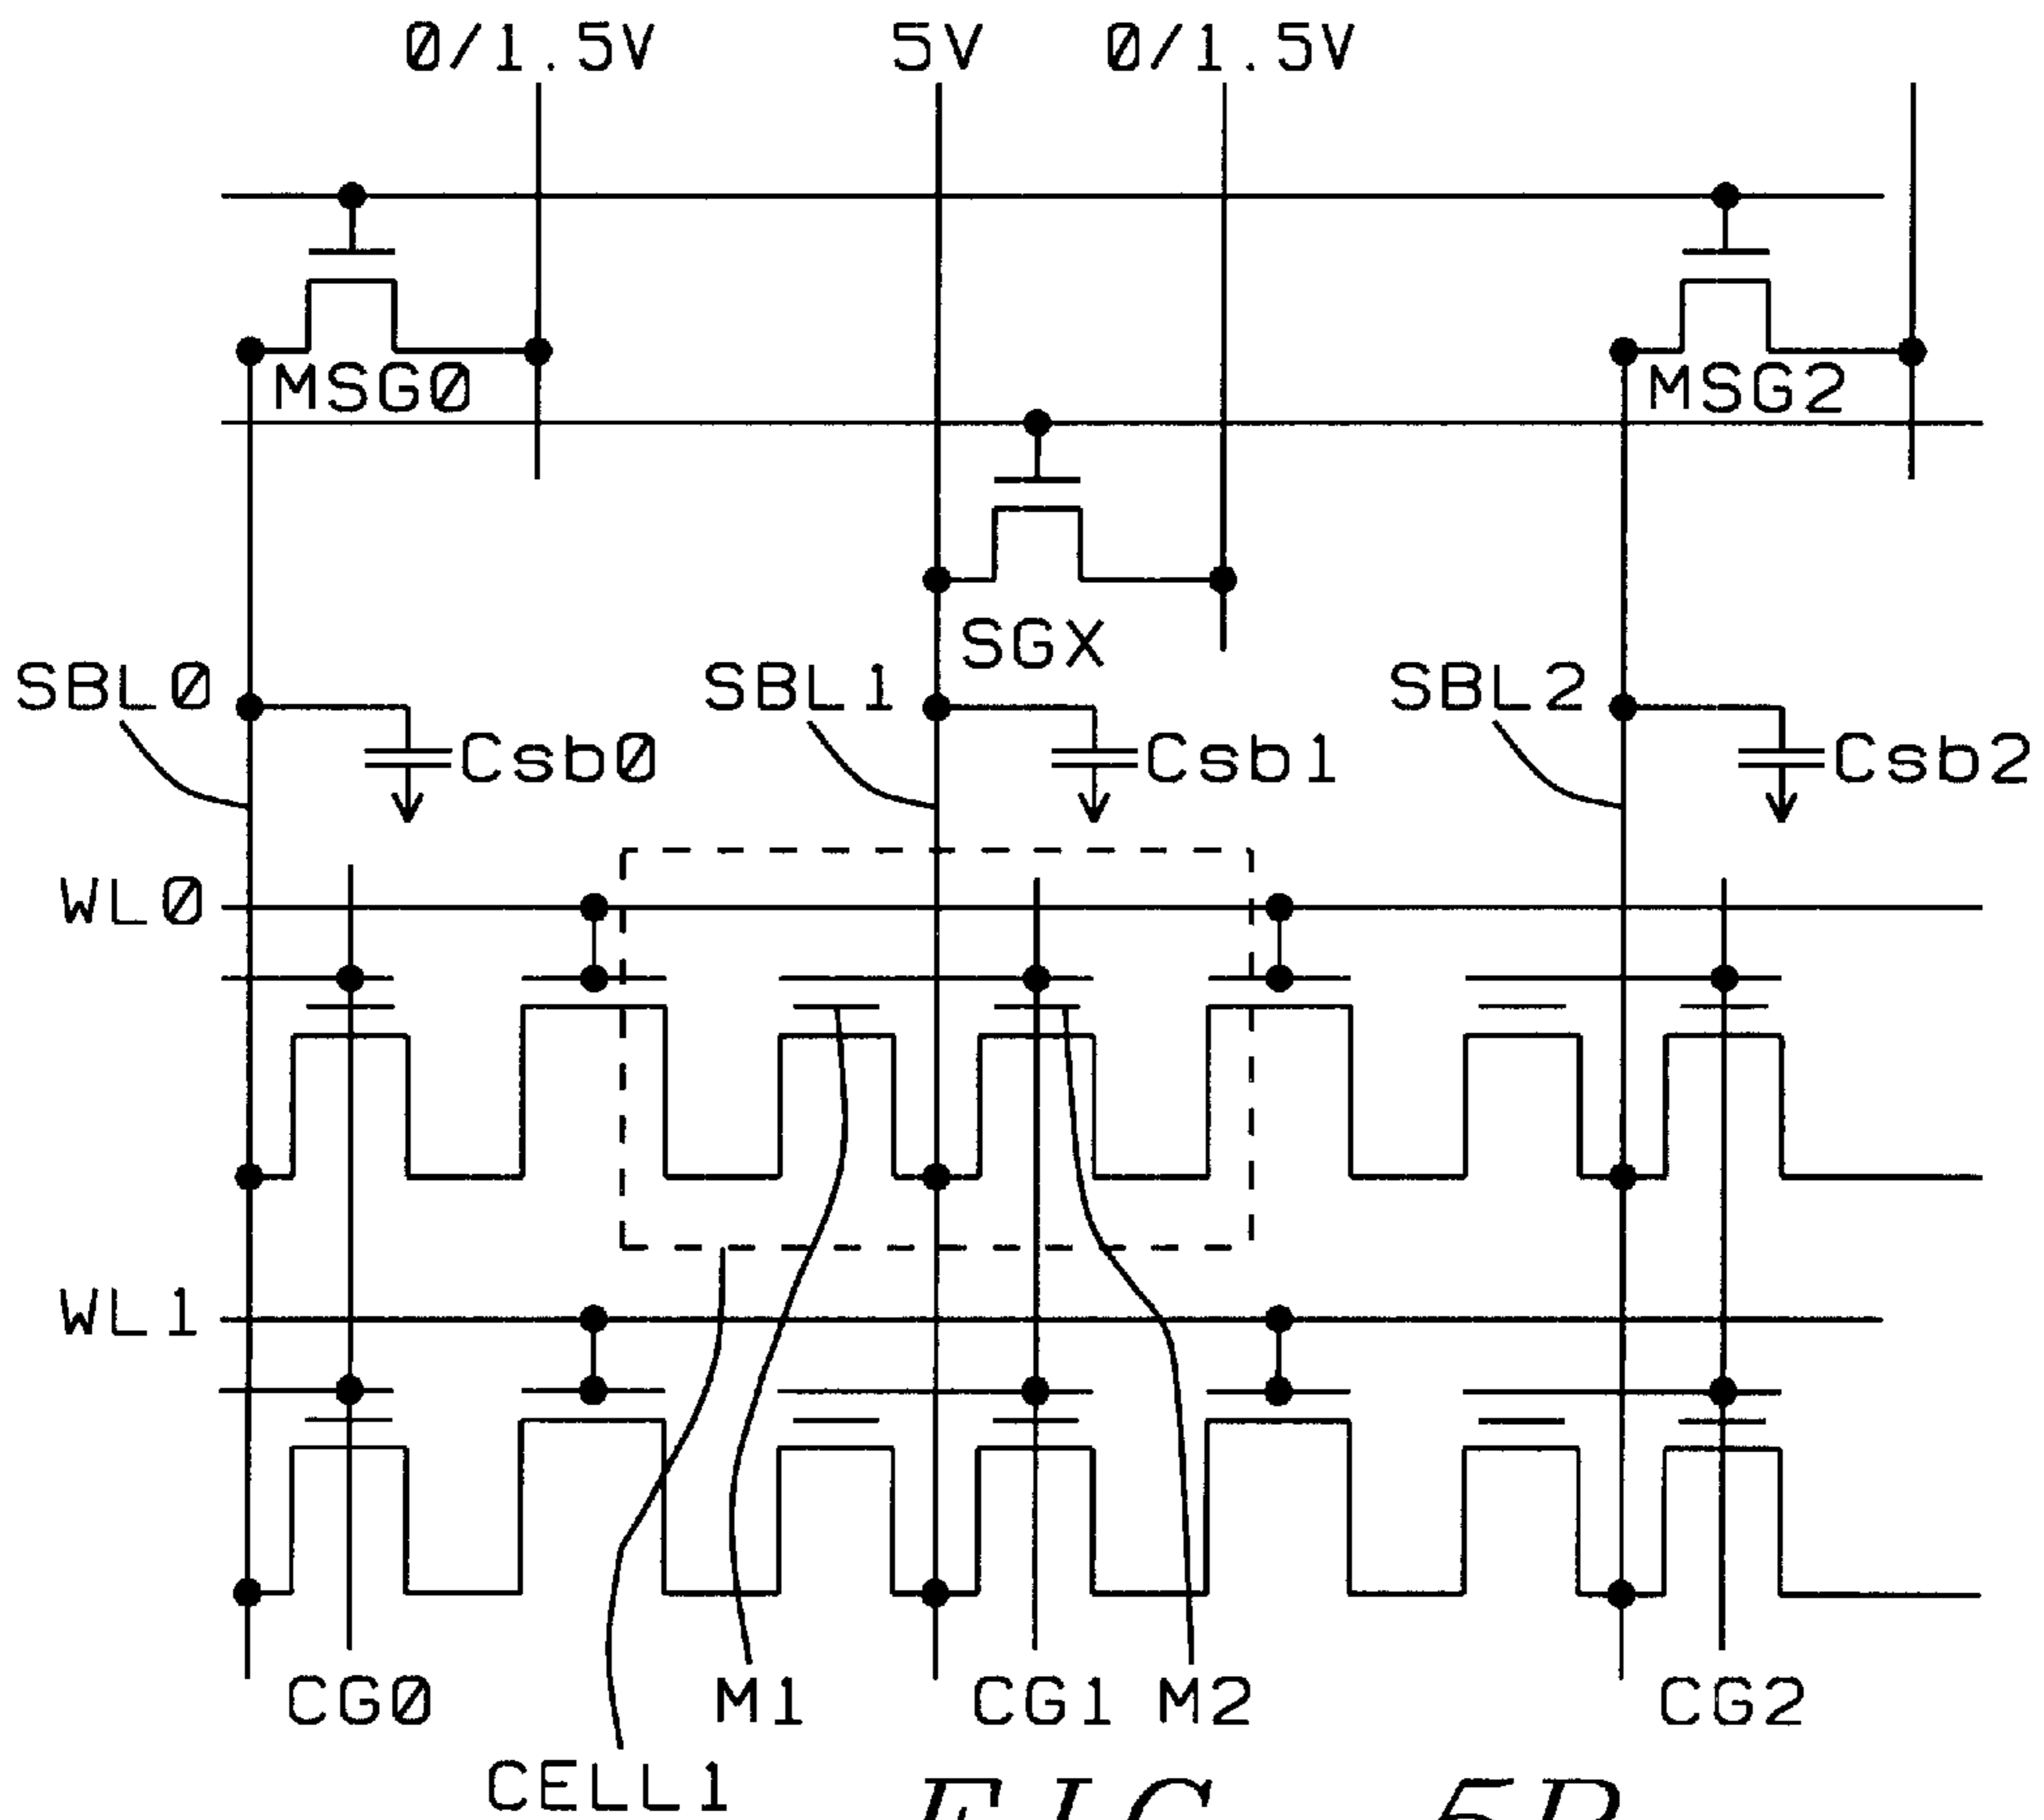 0/1.5V 5V 0/1.5V
MSG0 MSG2
SGX
SBL0 SBL1 SBL2
Csb0 Csb1 Csb2
WL0
WL1
CG0 M1 CG1 M2 CG2
CELL1